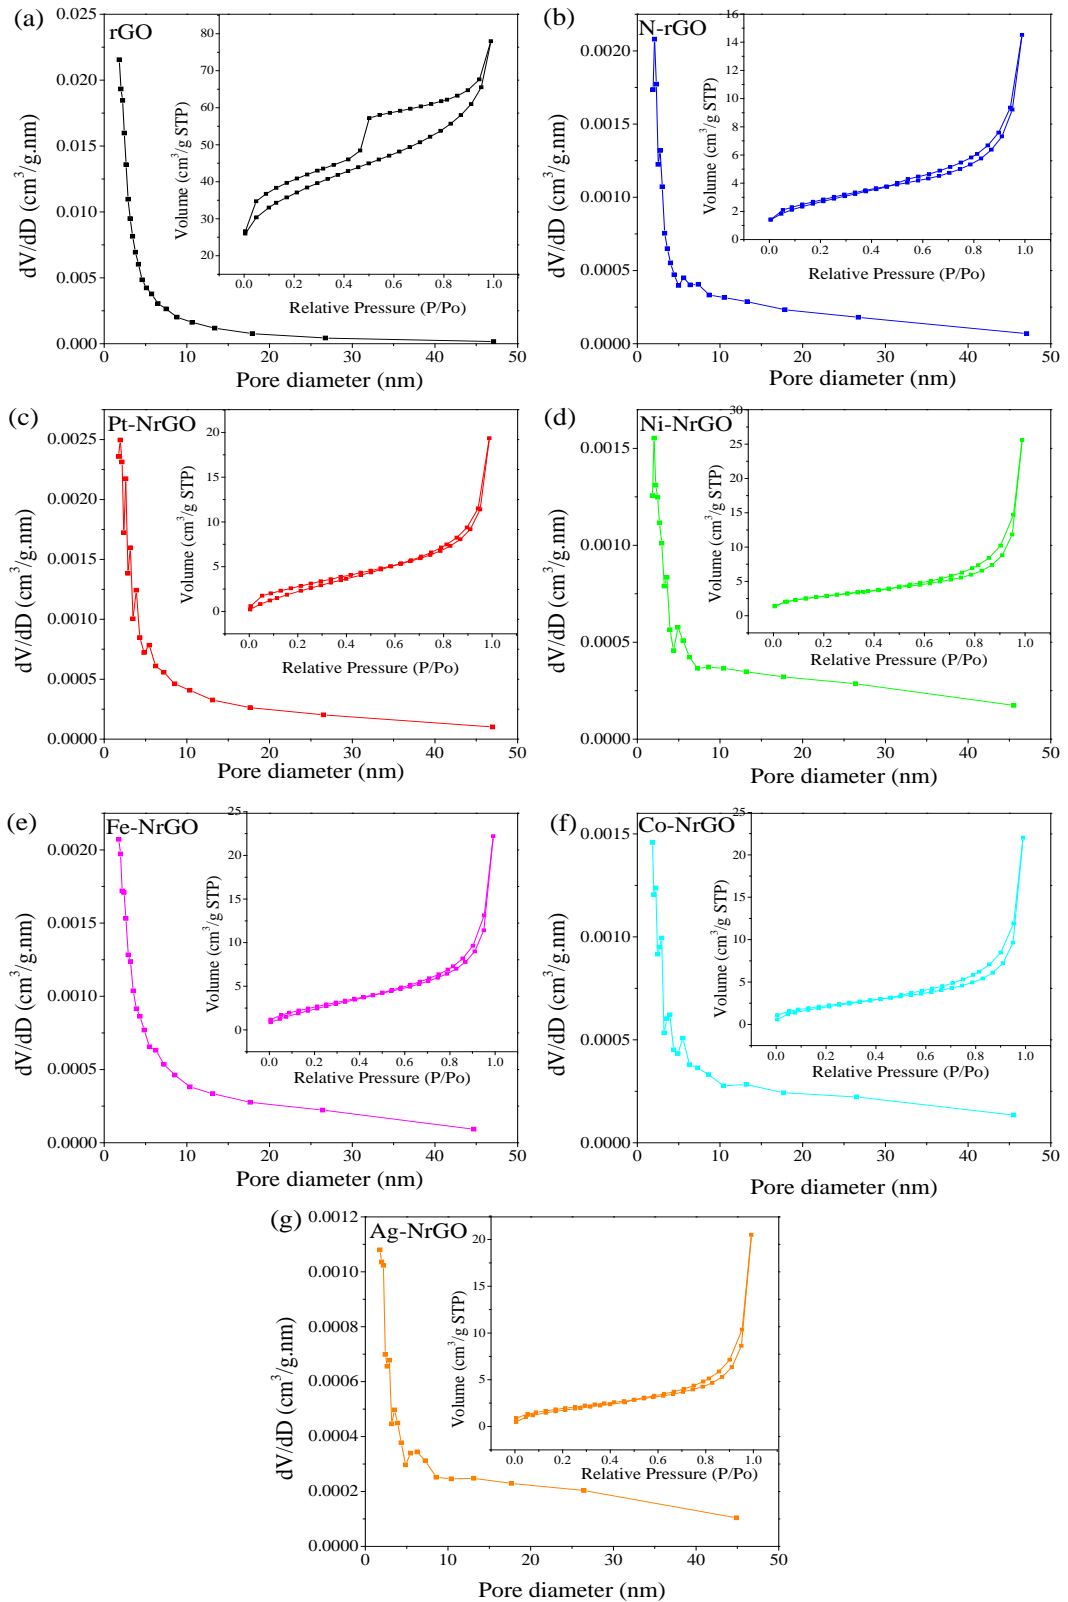 (a)
rGO
dV/dD (cm³/g.nm)
0.025
0.020
0.015
0.010
0.005
0.000
0 10 20 30 40 50
Pore diameter (nm)
Volume (cm³/g STP)
80
70
60
50
40
30
20
0.0 0.2 0.4 0.6 0.8 1.0
Relative Pressure (P/Po)
(b)
N-rGO
dV/dD (cm³/g.nm)
0.0020
0.0015
0.0010
0.0005
0.0000
0 10 20 30 40 50
Pore diameter (nm)
Volume (cm³/g STP)
16
14
12
10
8
6
4
2
0
0.0 0.2 0.4 0.6 0.8 1.0
Relative Pressure (P/Po)
(c)
Pt-NrGO
dV/dD (cm³/g.nm)
0.0025
0.0020
0.0015
0.0010
0.0005
0.0000
0 10 20 30 40 50
Pore diameter (nm)
Volume (cm³/g STP)
20
15
10
5
0
0.0 0.2 0.4 0.6 0.8 1.0
Relative Pressure (P/Po)
(d)
Ni-NrGO
dV/dD (cm³/g.nm)
0.0015
0.0010
0.0005
0.0000
0 10 20 30 40 50
Pore diameter (nm)
Volume (cm³/g STP)
30
25
20
15
10
5
0
0.0 0.2 0.4 0.6 0.8 1.0
Relative Pressure (P/Po)
(e)
Fe-NrGO
dV/dD (cm³/g.nm)
0.0020
0.0015
0.0010
0.0005
0.0000
0 10 20 30 40 50
Pore diameter (nm)
Volume (cm³/g STP)
25
20
15
10
5
0
0.0 0.2 0.4 0.6 0.8 1.0
Relative Pressure (P/Po)
(f)
Co-NrGO
dV/dD (cm³/g.nm)
0.0015
0.0010
0.0005
0.0000
0 10 20 30 40 50
Pore diameter (nm)
Volume (cm³/g STP)
25
20
15
10
5
0
0.0 0.2 0.4 0.6 0.8 1.0
Relative Pressure (P/Po)
(g)
Ag-NrGO
dV/dD (cm³/g.nm)
0.0012
0.0010
0.0008
0.0006
0.0004
0.0002
0.0000
0 10 20 30 40 50
Pore diameter (nm)
Volume (cm³/g STP)
20
15
10
5
0
0.0 0.2 0.4 0.6 0.8 1.0
Relative Pressure (P/Po)